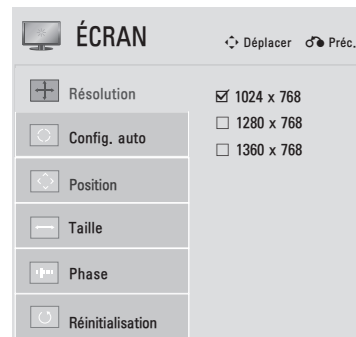 ÉCRAN
Déplacer Préc.
Résolution
Config. auto
Position
Taille
Phase
Réinitialisation
1024 x 768
1280 x 768
1360 x 768